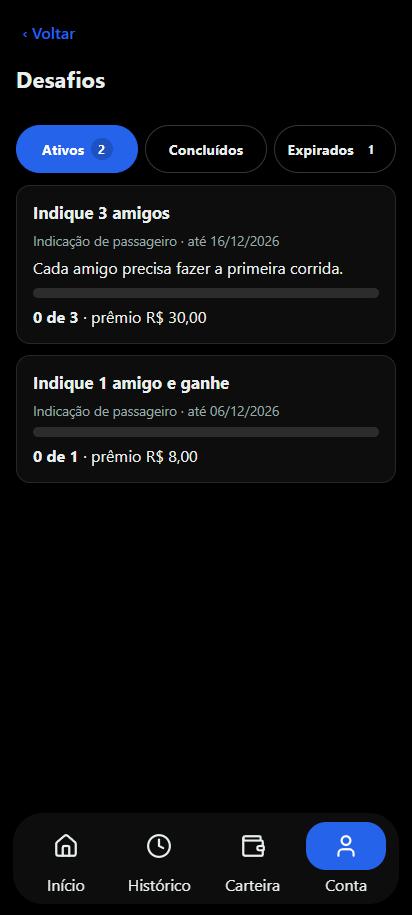 ‹ Voltar
Desafios
Ativos 2 Concluídos Expirados 1
Indique 3 amigos
Indicação de passageiro · até 16/12/2026
Cada amigo precisa fazer a primeira corrida.
0 de 3 · prêmio R$ 30,00
Indique 1 amigo e ganhe
Indicação de passageiro · até 06/12/2026
0 de 1 · prêmio R$ 8,00
Início Histórico Carteira Conta